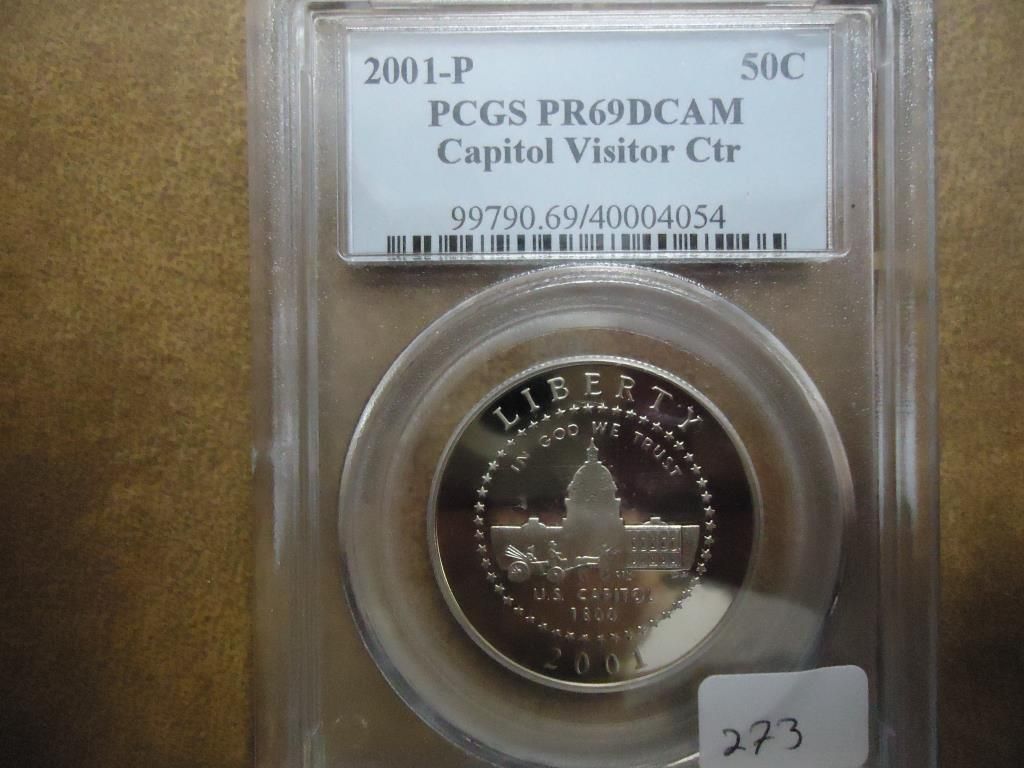 2001-P 50C
PCGS PR69DCAM
Capitol Visitor Ctr
99790.69/40004054
LIBERTY
IN GOD WE TRUST
U.S. CAPITOL
1800
2001
273